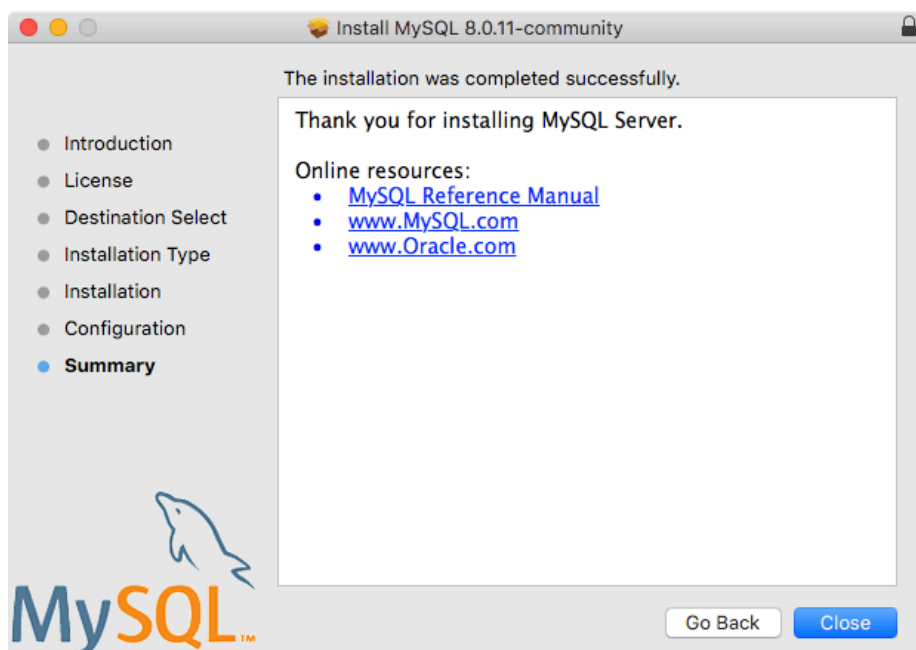 Install MySQL 8.0.11-community
The installation was completed successfully.
Introduction
License
Destination Select
Installation Type
Installation
Configuration
Summary
Thank you for installing MySQL Server.
Online resources:
• MySQL Reference Manual
• www.MySQL.com
• www.Oracle.com
MySQL™
Go Back
Close